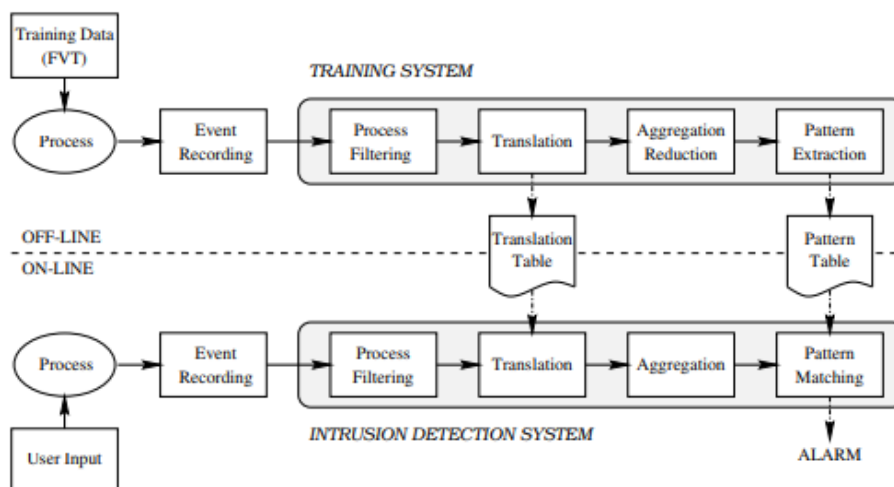 Training Data
(FVT)
TRAINING SYSTEM
Process
Event
Recording
Process
Filtering
Translation
Aggregation
Reduction
Pattern
Extraction
OFF-LINE
ON-LINE
Translation
Table
Pattern
Table
Process
Event
Recording
Process
Filtering
Translation
Aggregation
Pattern
Matching
User Input
INTRUSION DETECTION SYSTEM
ALARM